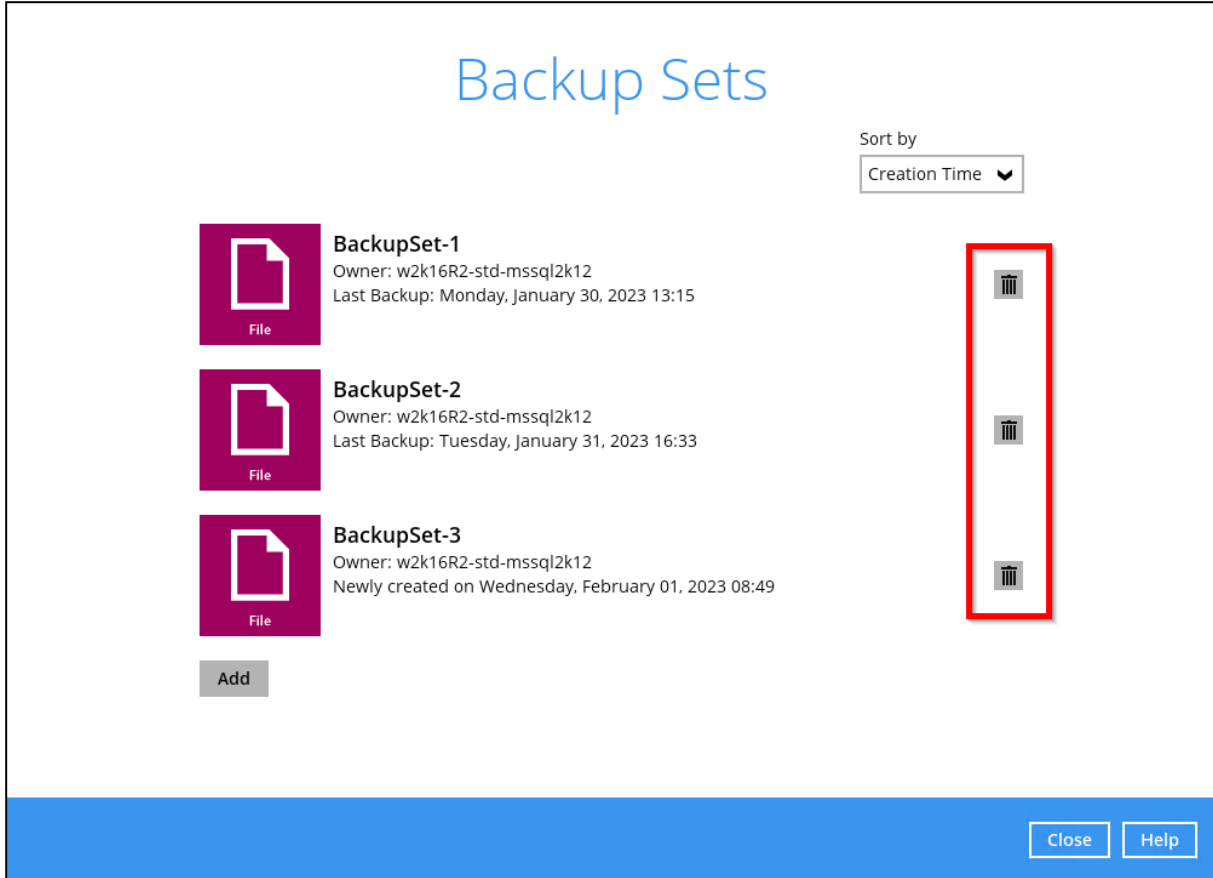 Backup Sets
Sort by
Creation Time
BackupSet-1
Owner: w2k16R2-std-mssql2k12
Last Backup: Monday, January 30, 2023 13:15
File
BackupSet-2
Owner: w2k16R2-std-mssql2k12
Last Backup: Tuesday, January 31, 2023 16:33
File
BackupSet-3
Owner: w2k16R2-std-mssql2k12
Newly created on Wednesday, February 01, 2023 08:49
File
Add
Close
Help